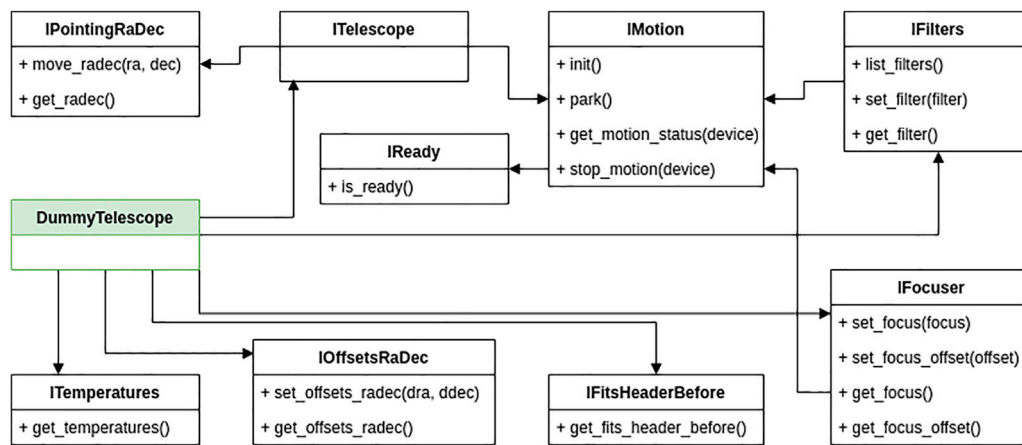 IPointingRaDec
+ move_radec(ra, dec)
+ get_radec()
ITelescope
IMotion
+ init()
+ park()
+ get_motion_status(device)
+ stop_motion(device)
IFilters
+ list_filters()
+ set_filter(filter)
+ get_filter()
IReady
+ is_ready()
DummyTelescope
IFocuser
+ set_focus(focus)
+ set_focus_offset(offset)
+ get_focus()
+ get_focus_offset()
ITemperatures
+ get_temperatures()
IOffsetsRaDec
+ set_offsets_radec(dra, ddec)
+ get_offsets_radec()
IFitsHeaderBefore
+ get_fits_header_before()